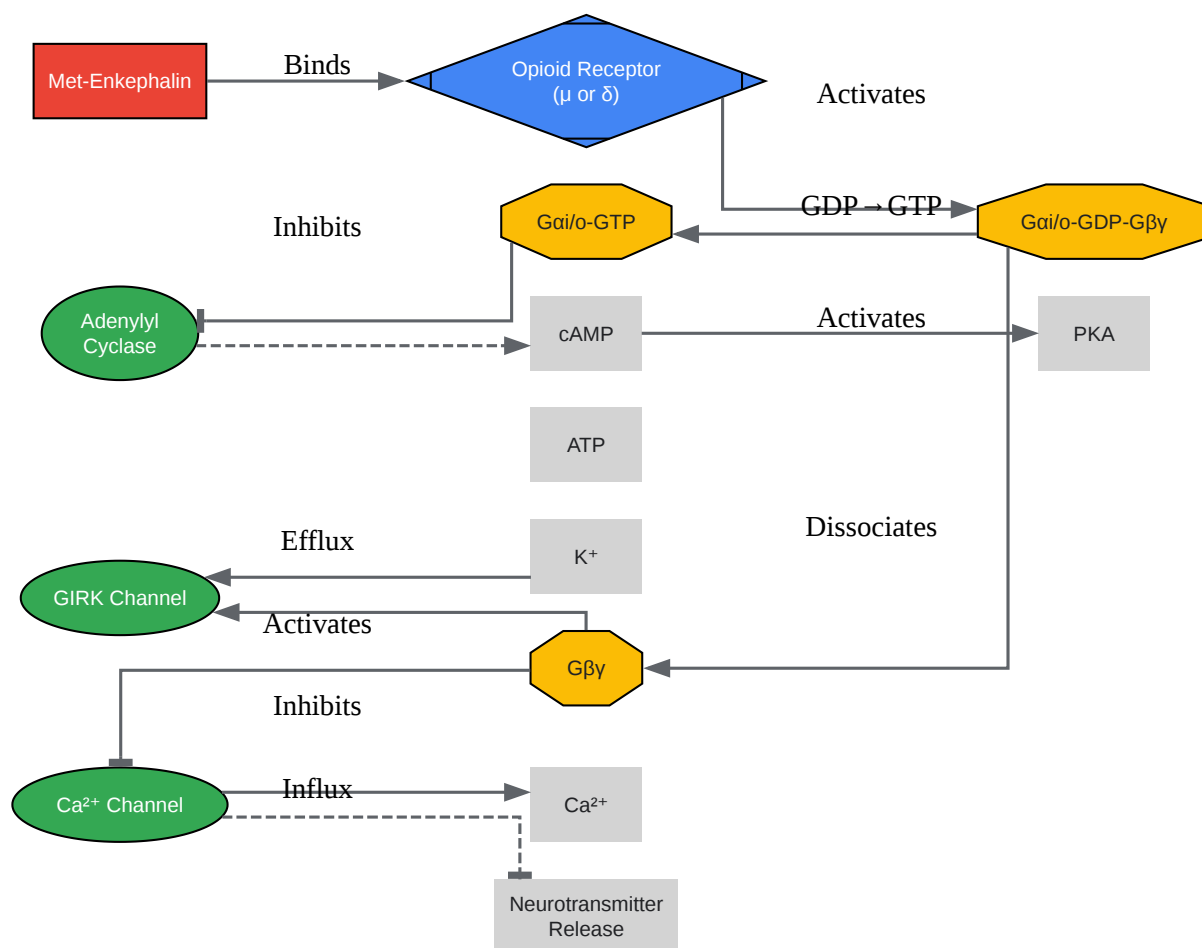 Met-Enkephalin
Binds
Opioid Receptor
(μ or δ)
Activates
Inhibits
Gαi/o-GTP
GDP→GTP
Gαi/o-GDP-Gβγ
Adenylyl
Cyclase
cAMP
Activates
PKA
ATP
Efflux
K⁺
Dissociates
GIRK Channel
Activates
Gβγ
Inhibits
Ca²⁺ Channel
Influx
Ca²⁺
Neurotransmitter
Release